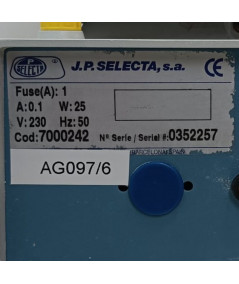 SELECTA
J.P. SELECTA, s.a.
CE
Fuse(A): 1
A: 0.1 W: 25
V: 230 Hz: 50
Cod: 7000242 Nº Serie / Serial #: 0352257
AG097/6